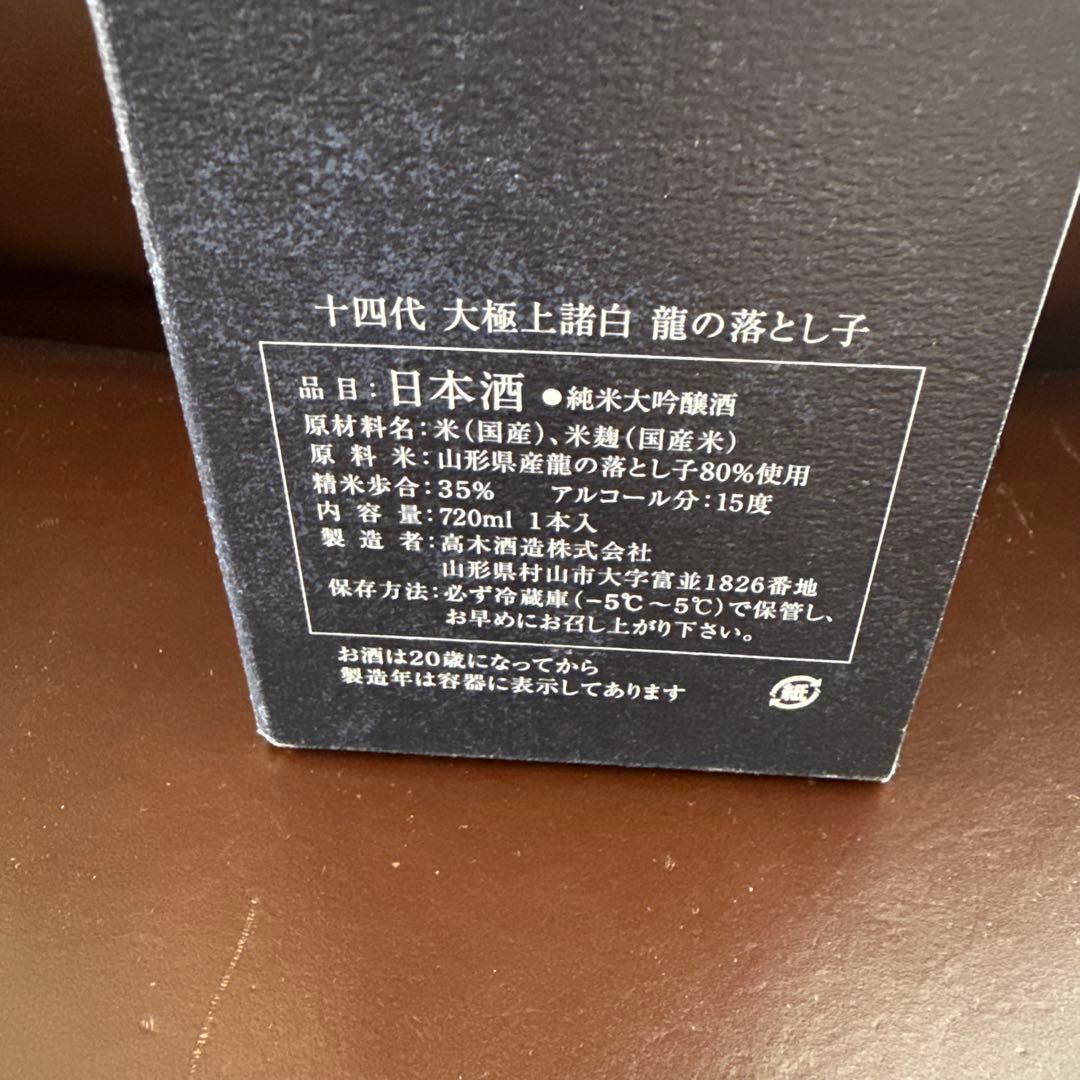 十四代 大極上諸白 龍の落とし子
品目：日本酒 ●純米大吟醸酒
原材料名：米（国産）、米麹（国産米）
原料米：山形県産龍の落とし子80%使用
精米歩合：35% アルコール分：15度
内容量：720ml 1本入
製造者：高木酒造株式会社
山形県村山市大字富並1826番地
保存方法：必ず冷蔵庫（−5℃〜5℃）で保管し、
お早めにお召し上がり下さい。
お酒は20歳になってから
製造年は容器に表示してあります
紙